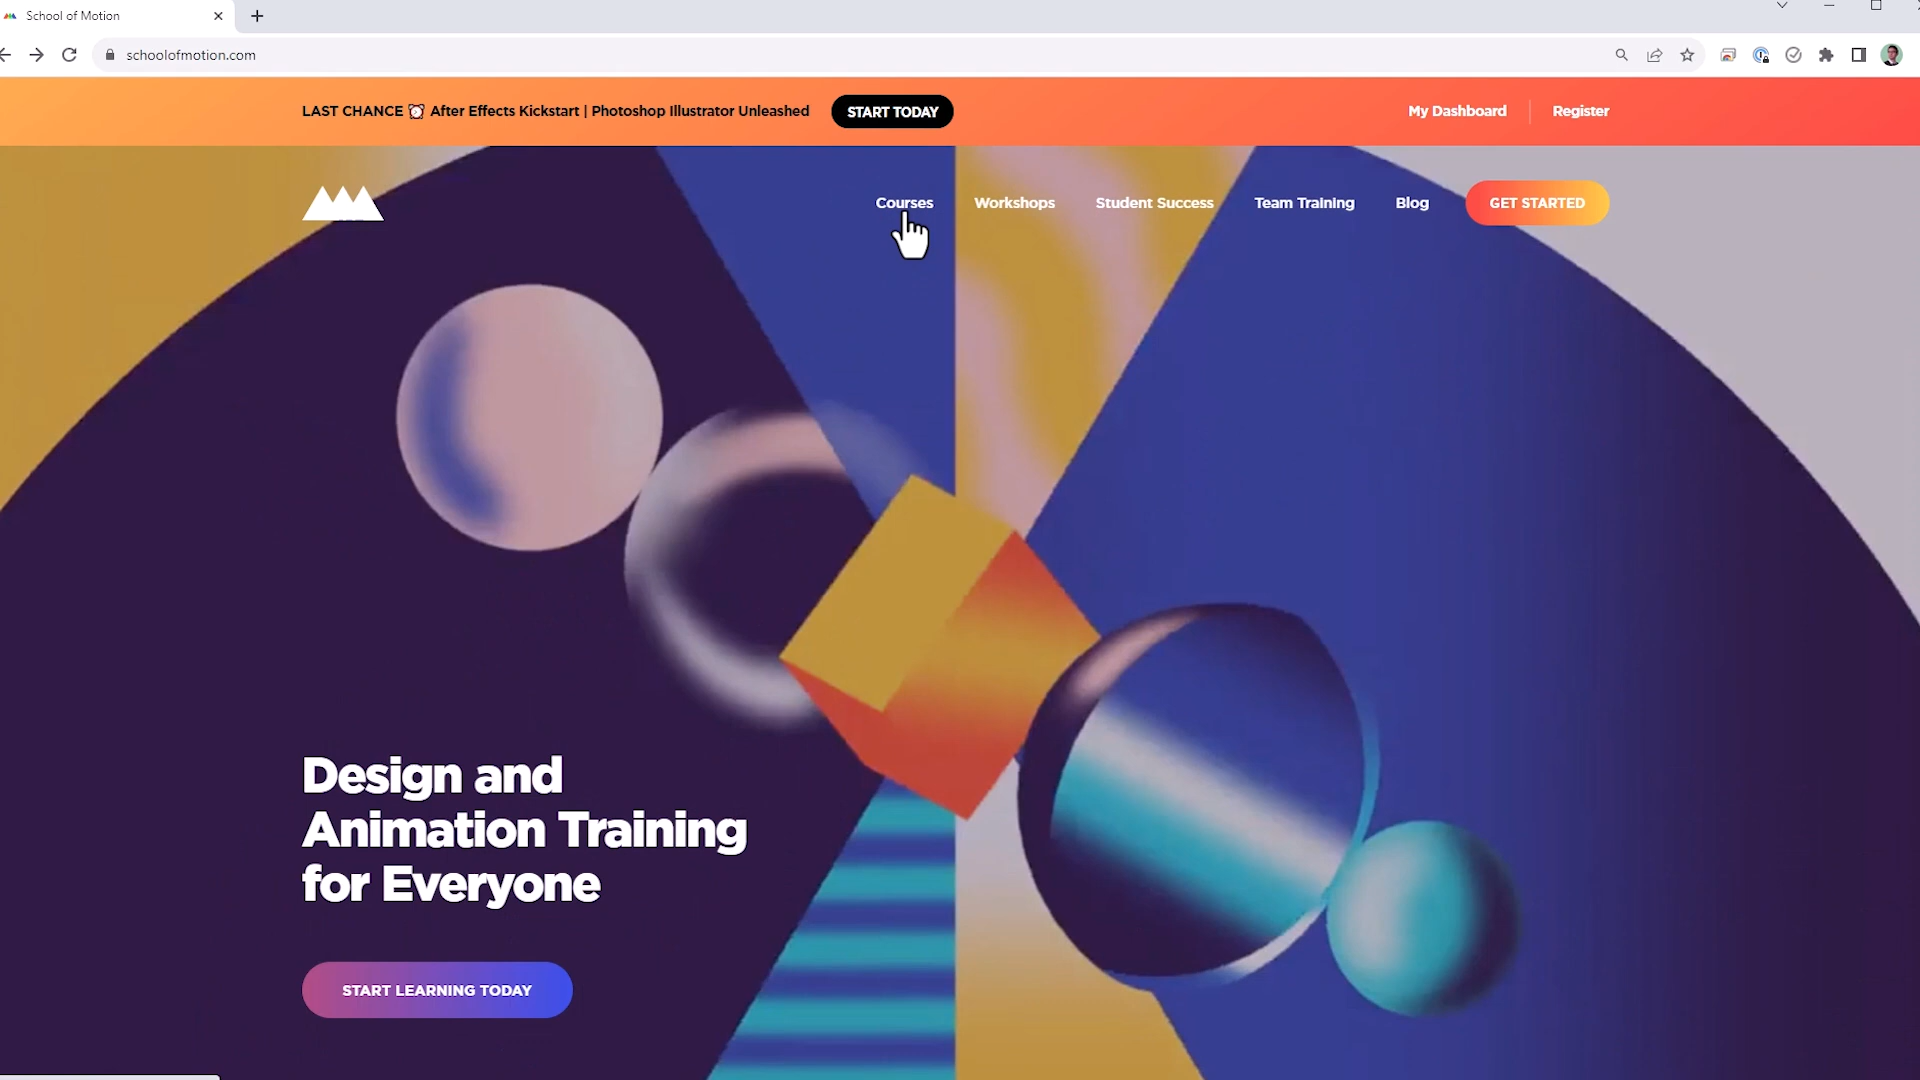 School of Motion
schoolofmotion.com
LAST CHANCE ⏰ After Effects Kickstart | Photoshop Illustrator Unleashed
START TODAY
My Dashboard
Register
Courses
Workshops
Student Success
Team Training
Blog
GET STARTED
Design and
Animation Training
for Everyone
START LEARNING TODAY